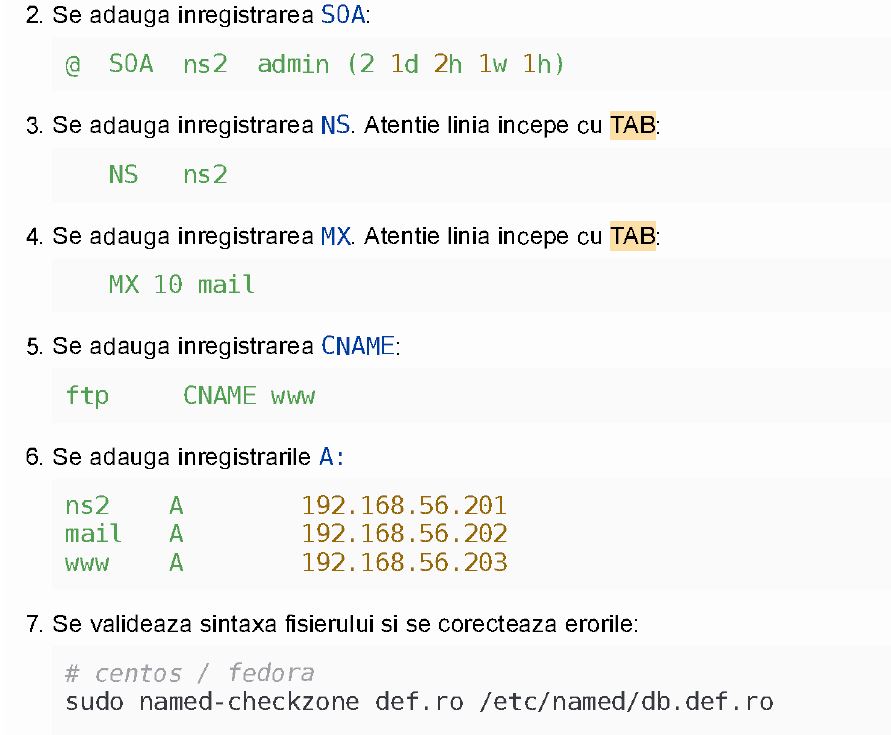 2. Se adauga inregistrarea SOA:
@  SOA  ns2  admin (2 1d 2h 1w 1h)
3. Se adauga inregistrarea NS. Atentie linia incepe cu TAB:
NS   ns2
4. Se adauga inregistrarea MX. Atentie linia incepe cu TAB:
MX 10 mail
5. Se adauga inregistrarea CNAME:
ftp     CNAME www
6. Se adauga inregistrarile A:
ns2    A        192.168.56.201
mail   A        192.168.56.202
www    A        192.168.56.203
7. Se valideaza sintaxa fisierului si se corecteaza erorile:
# centos / fedora
sudo named-checkzone def.ro /etc/named/db.def.ro